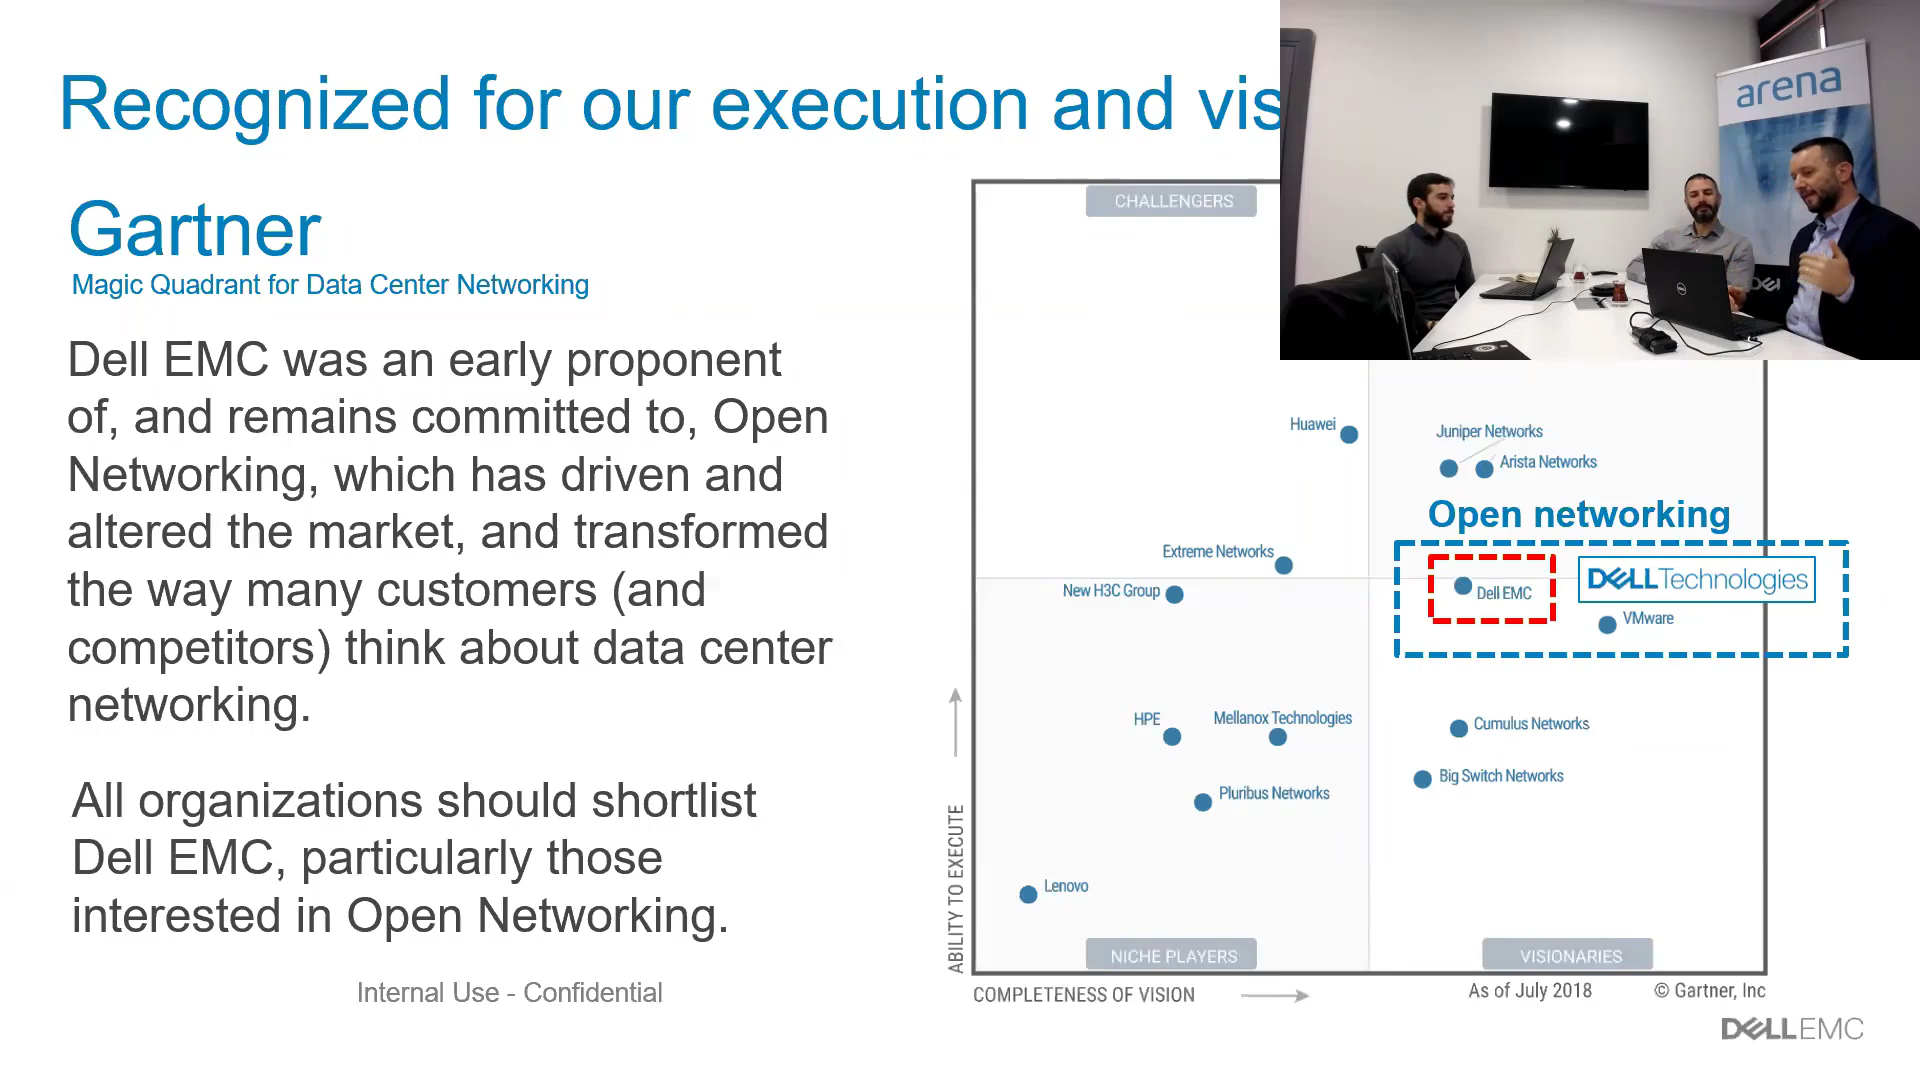 Recognized for our execution and vis
arena
Gartner
Magic Quadrant for Data Center Networking
Dell EMC was an early proponent
of, and remains committed to, Open
Networking, which has driven and
altered the market, and transformed
the way many customers (and
competitors) think about data center
networking.
All organizations should shortlist
Dell EMC, particularly those
interested in Open Networking.
Internal Use - Confidential
CHALLENGERS
Huawei
Juniper Networks
Arista Networks
Open networking
Extreme Networks
New H3C Group
Dell EMC
DELL Technologies
VMware
HPE
Mellanox Technologies
Cumulus Networks
Big Switch Networks
Pluribus Networks
Lenovo
ABILITY TO EXECUTE
NICHE PLAYERS
VISIONARIES
COMPLETENESS OF VISION
As of July 2018
© Gartner, Inc
DELL EMC